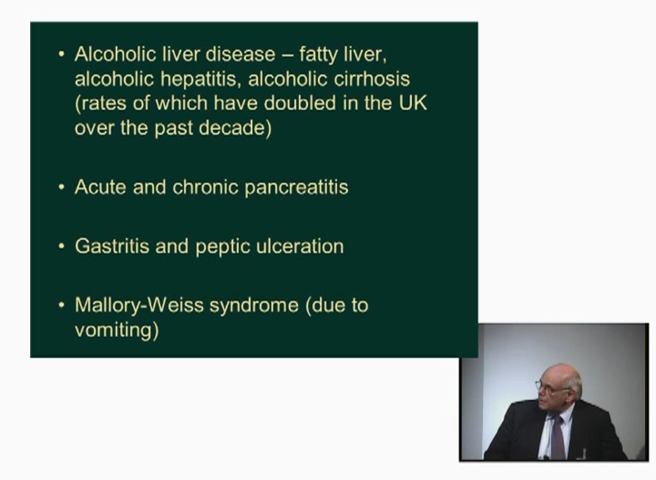 • Alcoholic liver disease – fatty liver,
alcoholic hepatitis, alcoholic cirrhosis
(rates of which have doubled in the UK
over the past decade)
• Acute and chronic pancreatitis
• Gastritis and peptic ulceration
• Mallory-Weiss syndrome (due to
vomiting)